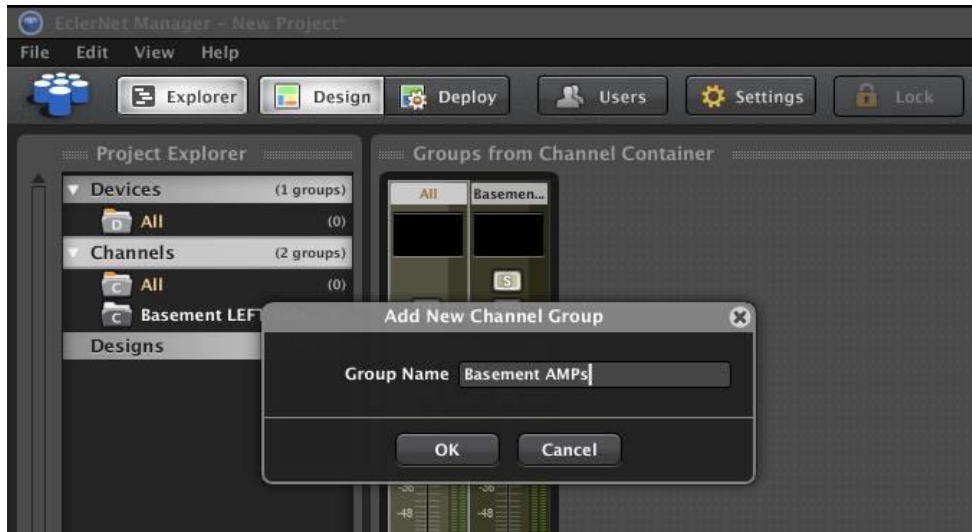 EclerNet Manager - New Project*
File Edit View Help
Explorer Design Deploy Users Settings Lock
Project Explorer
Groups from Channel Container
Devices (1 groups)
All Basemen...
D All (0)
Channels (2 groups)
C All (0)
S
C Basement LEFT
Add New Channel Group
Designs
Group Name Basement AMPs
OK Cancel
-36 -36
-48 -48